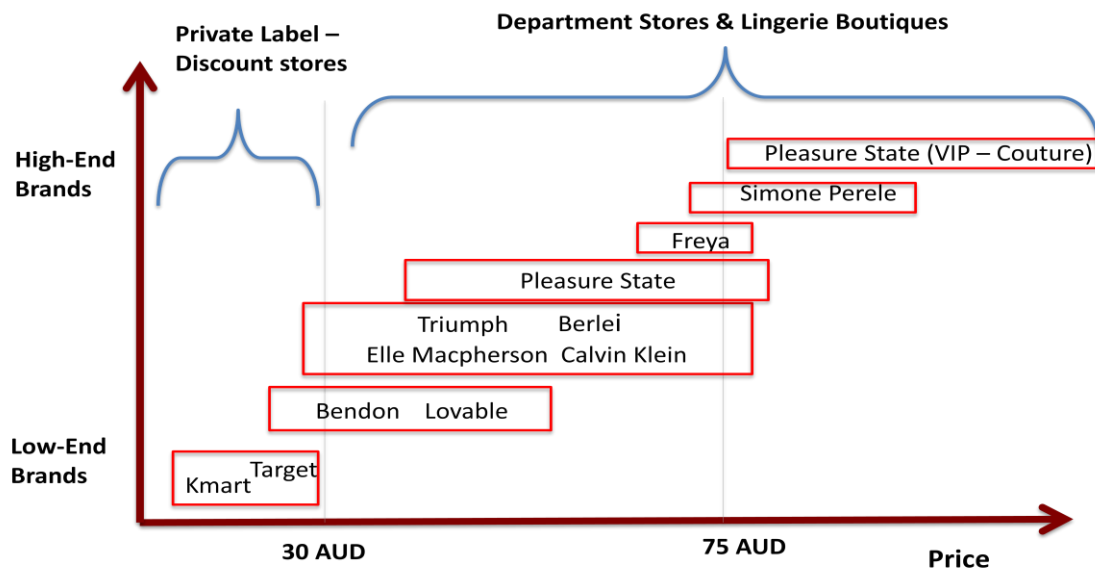 Private Label –
Discount stores
Department Stores & Lingerie Boutiques
High-End
Brands
Pleasure State (VIP – Couture)
Simone Perele
Freya
Pleasure State
Triumph Berlei
Elle Macpherson Calvin Klein
Bendon Lovable
Low-End
Brands
Target
Kmart
30 AUD
75 AUD
Price